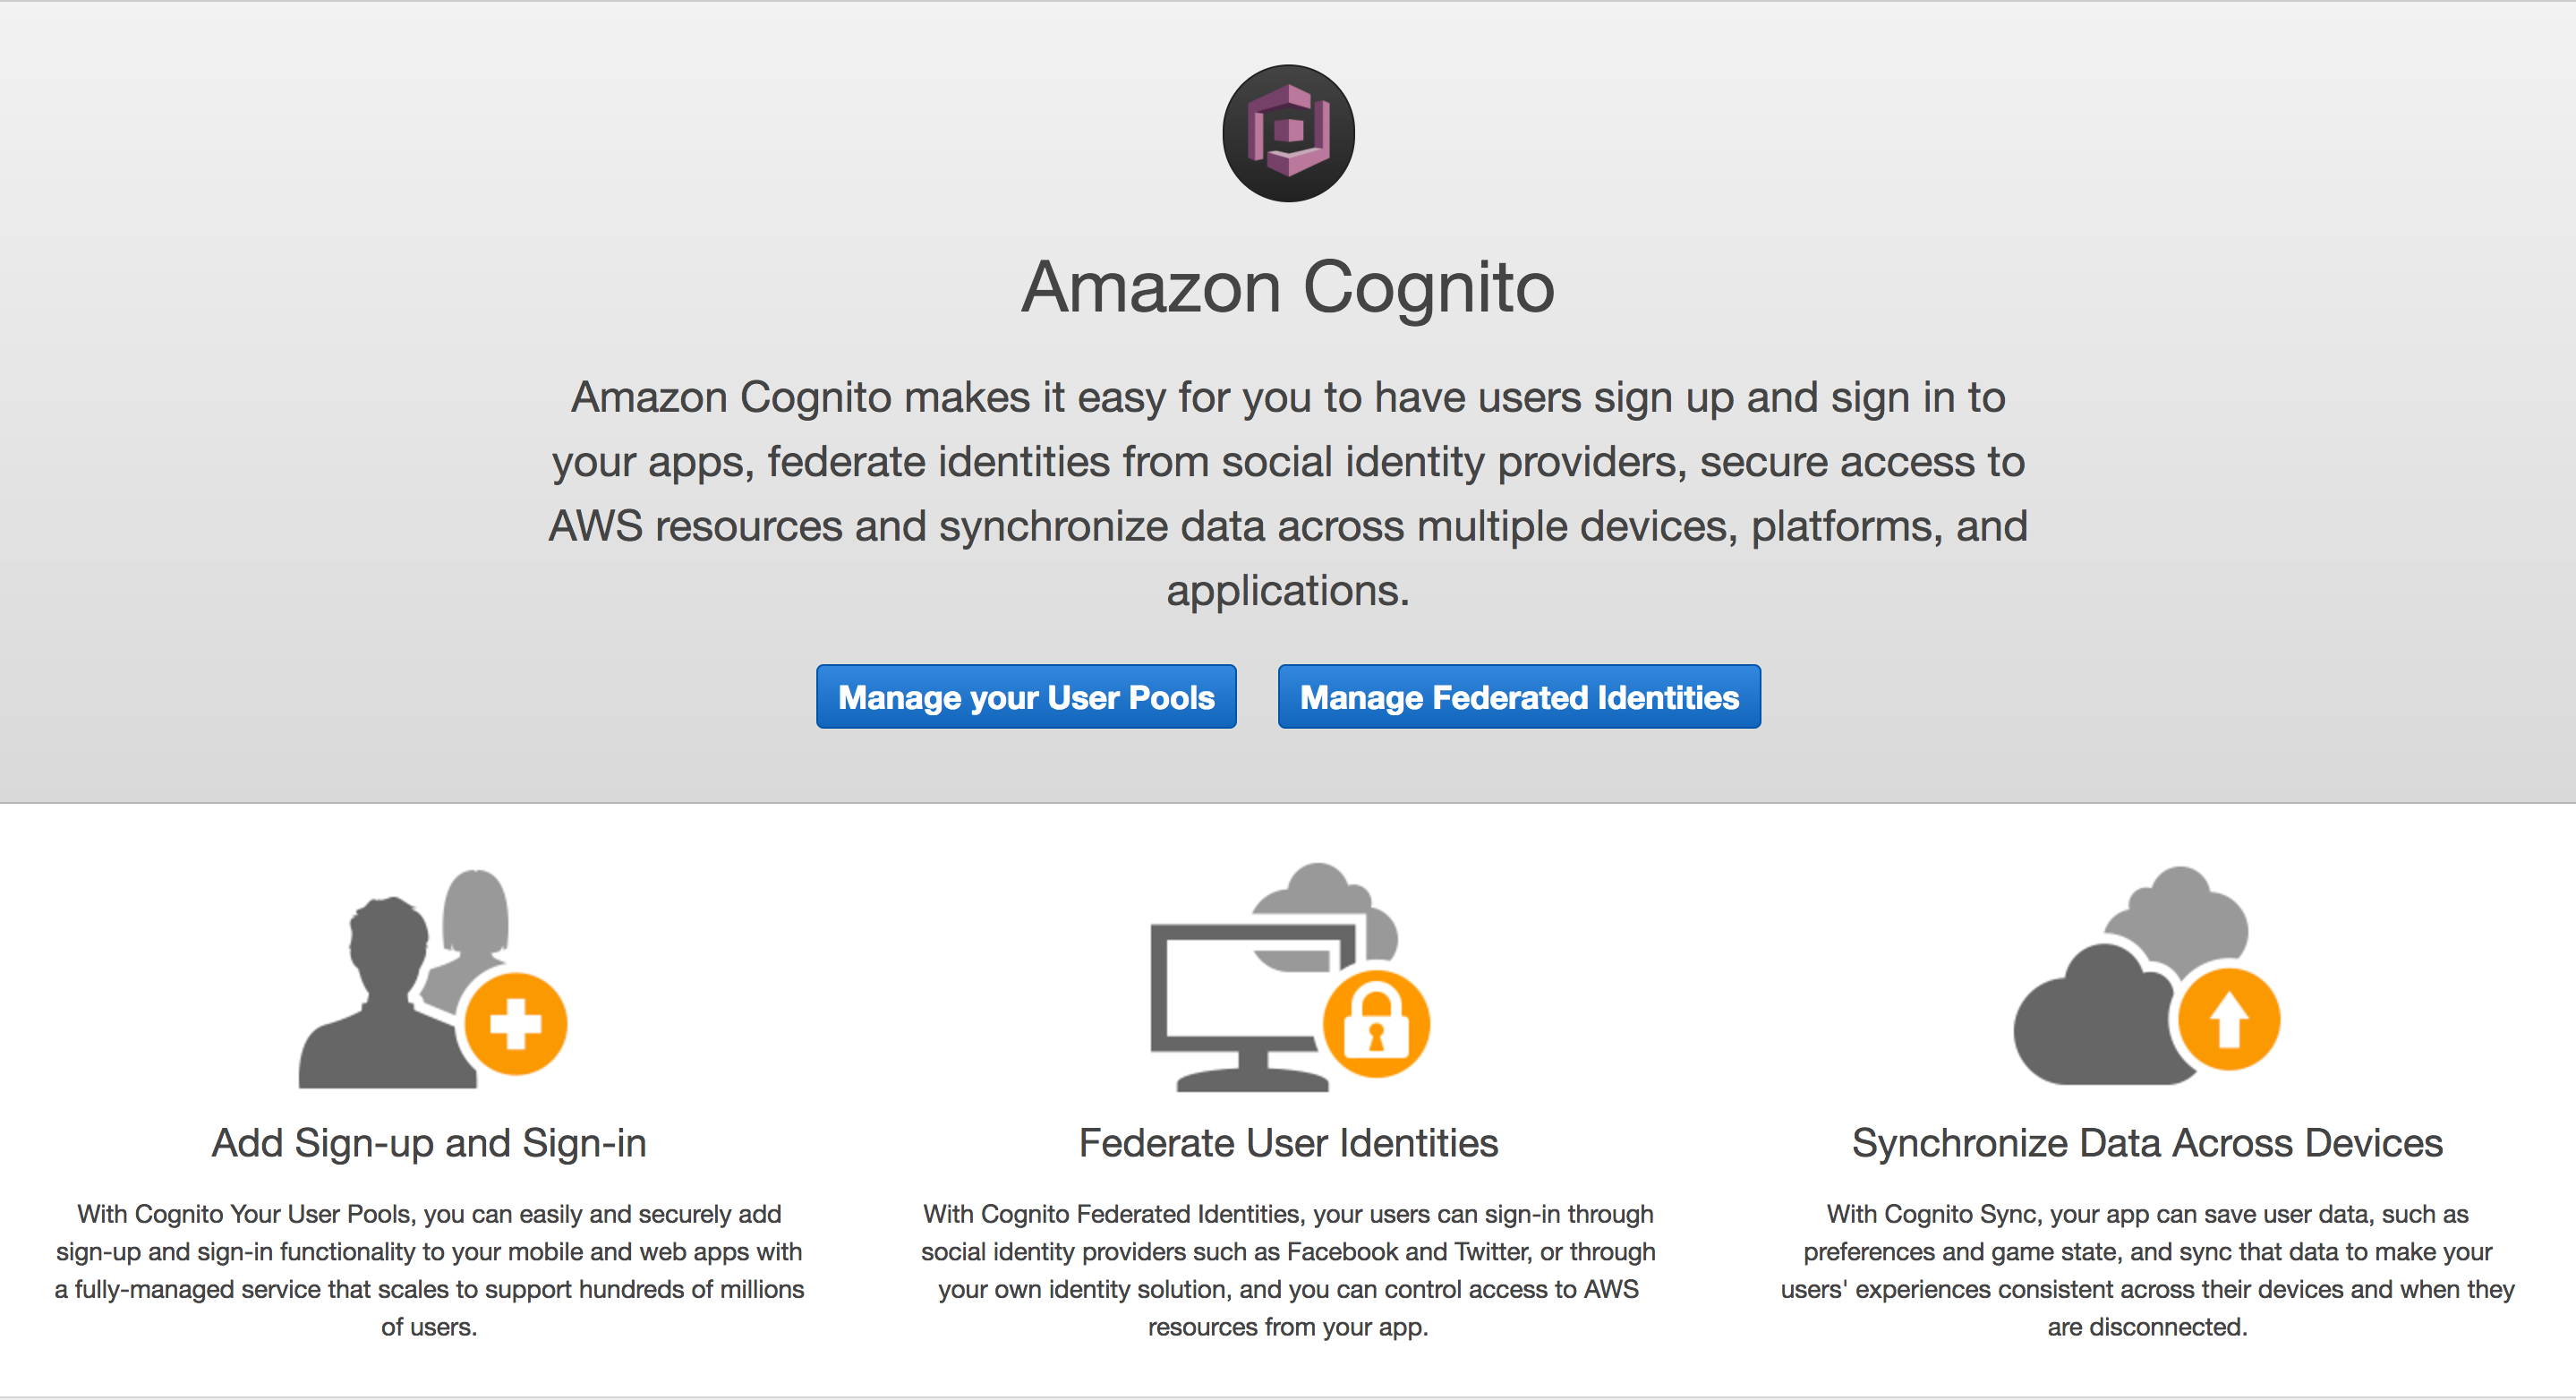 Amazon Cognito
Amazon Cognito makes it easy for you to have users sign up and sign in to
your apps, federate identities from social identity providers, secure access to
AWS resources and synchronize data across multiple devices, platforms, and
applications.
Manage your User Pools
Manage Federated Identities
Add Sign-up and Sign-in
With Cognito Your User Pools, you can easily and securely add
sign-up and sign-in functionality to your mobile and web apps with
a fully-managed service that scales to support hundreds of millions
of users.
Federate User Identities
With Cognito Federated Identities, your users can sign-in through
social identity providers such as Facebook and Twitter, or through
your own identity solution, and you can control access to AWS
resources from your app.
Synchronize Data Across Devices
With Cognito Sync, your app can save user data, such as
preferences and game state, and sync that data to make your
users' experiences consistent across their devices and when they
are disconnected.